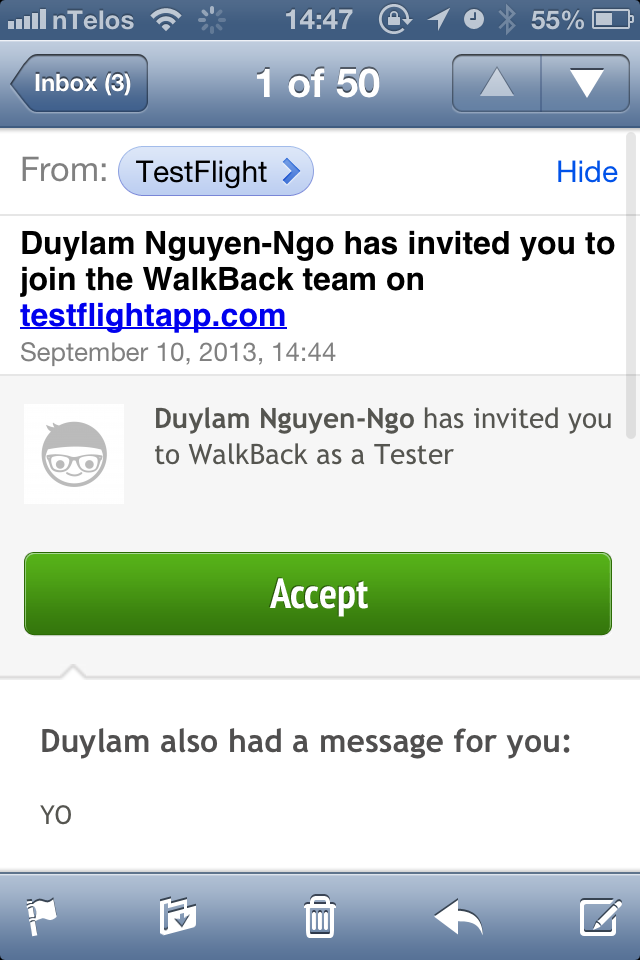 nTelos 14:47 55%
Inbox (3) 1 of 50
From: TestFlight Hide
Duylam Nguyen-Ngo has invited you to
join the WalkBack team on
testflightapp.com
September 10, 2013, 14:44
Duylam Nguyen-Ngo has invited you
to WalkBack as a Tester
Accept
Duylam also had a message for you:
YO